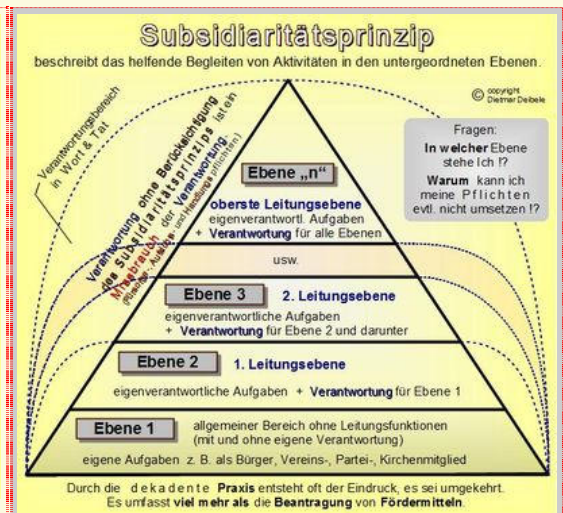 Subsidiaritätsprinzip
beschreibt das helfende Begleiten von Aktivitäten in den untergeordneten Ebenen.
© copyright
Dietmar Deibele
Verantwortungsbereich
in Wort & Tat
Verantwortung ohne Berücksichtigung
des Subsidiaritätsprinzips ist ein
Missbrauch der Verantwortung.
Fragen:
In welcher Ebene
stehe Ich !?
Warum kann ich
meine Pflichten
evtl. nicht umsetzen !?
Ebene „n"
oberste Leitungsebene
eigenverantwortl. Aufgaben
+ Verantwortung für alle Ebenen
usw.
Ebene 3 2. Leitungsebene
eigenverantwortliche Aufgaben
+ Verantwortung für Ebene 2 und darunter
Ebene 2 1. Leitungsebene
eigenverantwortliche Aufgaben + Verantwortung für Ebene 1
Ebene 1 allgemeiner Bereich ohne Leitungsfunktionen
(mit und ohne eigene Verantwortung)
eigene Aufgaben z. B. als Bürger, Vereins-, Partei-, Kirchenmitglied
Durch die dekadente Praxis entsteht oft der Eindruck, es sei umgekehrt.
Es umfasst viel mehr als die Beantragung von Fördermitteln.